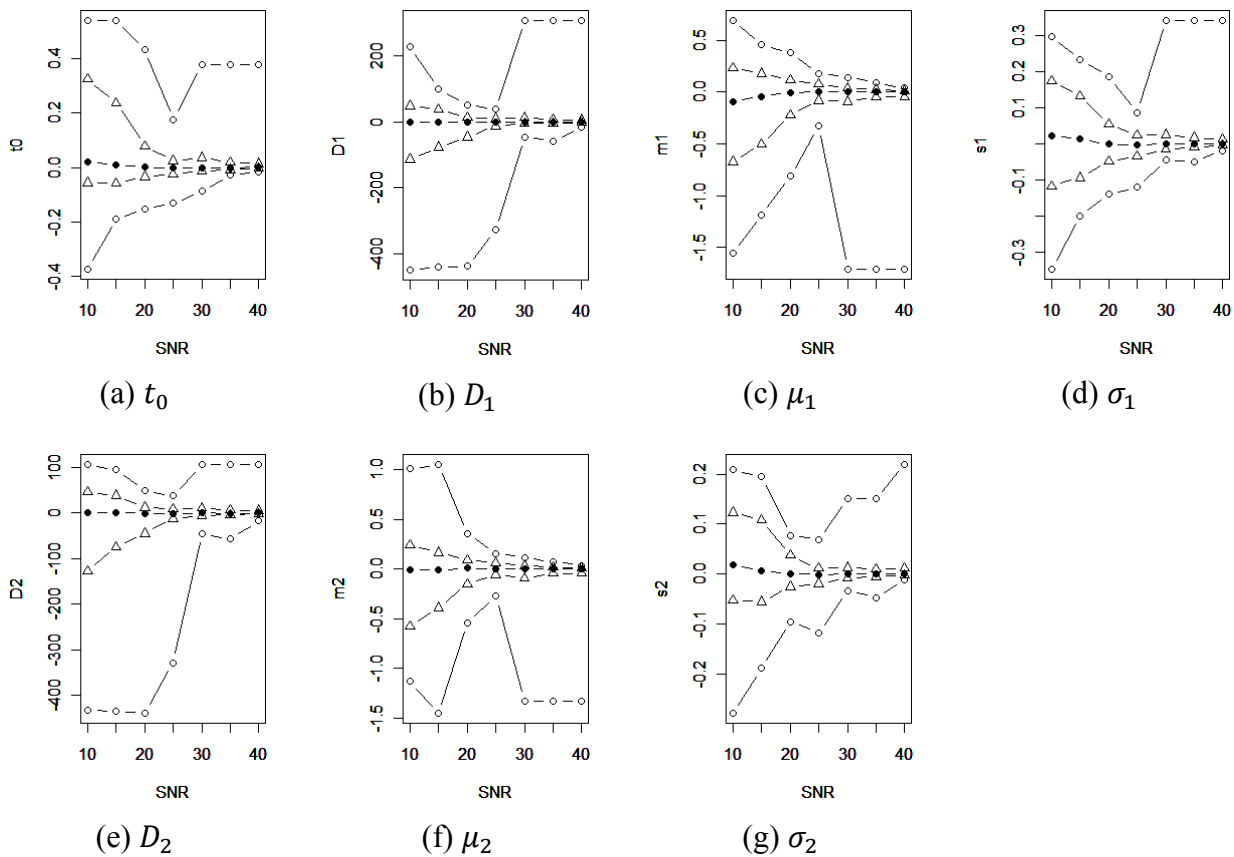 t0
0.4
0.2
0.0
-0.2
-0.4
10 20 30 40
SNR
(a) t₀
D1
200
0
-200
-400
10 20 30 40
SNR
(b) D₁
m1
0.5
0.0
-0.5
-1.0
-1.5
10 20 30 40
SNR
(c) μ₁
s1
0.3
0.1
-0.1
-0.3
10 20 30 40
SNR
(d) σ₁
D2
100
0
-100
-200
-300
-400
10 20 30 40
SNR
(e) D₂
m2
1.0
0.5
0.0
-0.5
-1.0
-1.5
10 20 30 40
SNR
(f) μ₂
s2
0.2
0.1
0.0
-0.1
-0.2
10 20 30 40
SNR
(g) σ₂